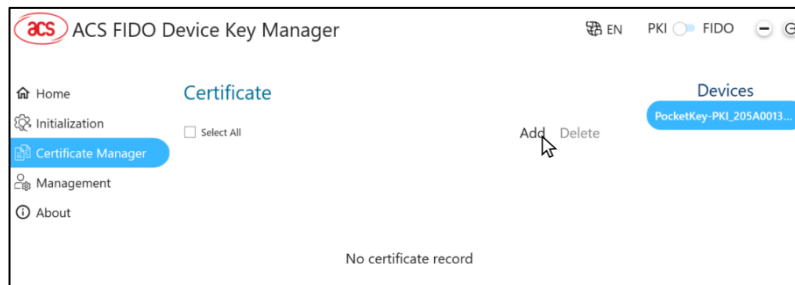 acs ACS FIDO Device Key Manager EN PKI FIDO
Home
Initialization
Certificate Manager
Management
About
Certificate
Select All Add Delete
No certificate record
Devices
PocketKey-PKI_205A0013...